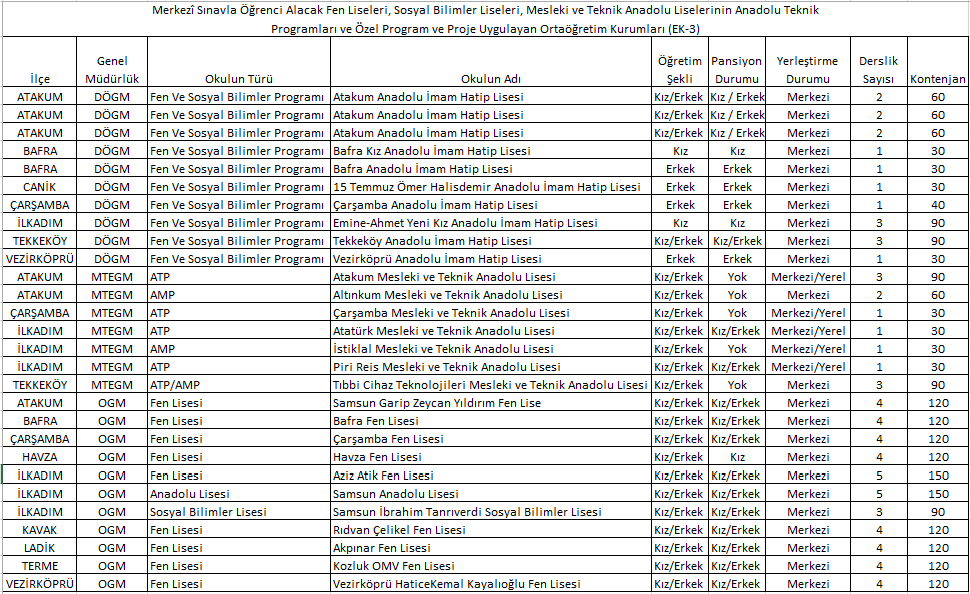 Merkezî Sınavla Öğrenci Alacak Fen Liseleri, Sosyal Bilimler Liseleri, Mesleki ve Teknik Anadolu Liselerinin Anadolu Teknik
Programları ve Özel Program ve Proje Uygulayan Ortaöğretim Kurumları (EK-3)
İlçe Genel Müdürlük Okulun Türü Okulun Adı Öğretim Şekli Pansiyon Durumu Yerleştirme Durumu Derslik Sayısı Kontenjan
ATAKUM DÖGM Fen Ve Sosyal Bilimler Programı Atakum Anadolu İmam Hatip Lisesi Kız/Erkek Kız / Erkek Merkezi 2 60
ATAKUM DÖGM Fen Ve Sosyal Bilimler Programı Atakum Anadolu İmam Hatip Lisesi Kız/Erkek Kız / Erkek Merkezi 2 60
ATAKUM DÖGM Fen Ve Sosyal Bilimler Programı Atakum Anadolu İmam Hatip Lisesi Kız/Erkek Kız / Erkek Merkezi 2 60
BAFRA DÖGM Fen Ve Sosyal Bilimler Programı Bafra Kız Anadolu İmam Hatip Lisesi Kız Kız Merkezi 1 30
BAFRA DÖGM Fen Ve Sosyal Bilimler Programı Bafra Anadolu İmam Hatip Lisesi Erkek Erkek Merkezi 1 30
CANİK DÖGM Fen Ve Sosyal Bilimler Programı 15 Temmuz Ömer Halisdemir Anadolu İmam Hatip Lisesi Erkek Erkek Merkezi 1 30
ÇARŞAMBA DÖGM Fen Ve Sosyal Bilimler Programı Çarşamba Anadolu İmam Hatip Lisesi Erkek Erkek Merkezi 1 40
İLKADIM DÖGM Fen Ve Sosyal Bilimler Programı Emine-Ahmet Yeni Kız Anadolu İmam Hatip Lisesi Kız Kız Merkezi 3 90
TEKKEKÖY DÖGM Fen Ve Sosyal Bilimler Programı Tekkeköy Anadolu İmam Hatip Lisesi Kız/Erkek Kız/Erkek Merkezi 3 90
VEZİRKÖPRÜ DÖGM Fen Ve Sosyal Bilimler Programı Vezirköprü Anadolu İmam Hatip Lisesi Erkek Erkek Merkezi 1 30
ATAKUM MTEGM ATP Atakum Mesleki ve Teknik Anadolu Lisesi Kız/Erkek Yok Merkezi/Yerel 3 90
ATAKUM MTEGM AMP Altınkum Mesleki ve Teknik Anadolu Lisesi Kız/Erkek Yok Merkezi 2 60
ÇARŞAMBA MTEGM ATP Çarşamba Mesleki ve Teknik Anadolu Lisesi Kız/Erkek Yok Merkezi/Yerel 1 30
İLKADIM MTEGM ATP Atatürk Mesleki ve Teknik Anadolu Lisesi Kız/Erkek Kız/Erkek Merkezi/Yerel 1 30
İLKADIM MTEGM AMP İstiklal Mesleki ve Teknik Anadolu Lisesi Kız/Erkek Yok Merkezi/Yerel 1 30
İLKADIM MTEGM ATP Piri Reis Mesleki ve Teknik Anadolu Lisesi Kız/Erkek Kız/Erkek Merkezi/Yerel 1 30
TEKKEKÖY MTEGM ATP/AMP Tıbbi Cihaz Teknolojileri Mesleki ve Teknik Anadolu Lisesi Kız/Erkek Yok Merkezi 3 90
ATAKUM OGM Fen Lisesi Samsun Garip Zeycan Yıldırım Fen Lise Kız/Erkek Kız/Erkek Merkezi 4 120
BAFRA OGM Fen Lisesi Bafra Fen Lisesi Kız/Erkek Kız/Erkek Merkezi 4 120
ÇARŞAMBA OGM Fen Lisesi Çarşamba Fen Lisesi Kız/Erkek Kız/Erkek Merkezi 4 120
HAVZA OGM Fen Lisesi Havza Fen Lisesi Kız/Erkek Kız Merkezi 4 120
İLKADIM OGM Fen Lisesi Aziz Atik Fen Lisesi Kız/Erkek Kız/Erkek Merkezi 5 150
İLKADIM OGM Anadolu Lisesi Samsun Anadolu Lisesi Kız/Erkek Kız/Erkek Merkezi 5 150
İLKADIM OGM Sosyal Bilimler Lisesi Samsun İbrahim Tanrıverdi Sosyal Bilimler Lisesi Kız/Erkek Kız/Erkek Merkezi 3 90
KAVAK OGM Fen Lisesi Rıdvan Çelikel Fen Lisesi Kız/Erkek Kız/Erkek Merkezi 4 120
LADİK OGM Fen Lisesi Akpınar Fen Lisesi Kız/Erkek Kız/Erkek Merkezi 4 120
TERME OGM Fen Lisesi Kozluk OMV Fen Lisesi Kız/Erkek Kız/Erkek Merkezi 4 120
VEZİRKÖPRÜ OGM Fen Lisesi Vezirköprü HaticeKemal Kayalıoğlu Fen Lisesi Kız/Erkek Kız/Erkek Merkezi 4 120